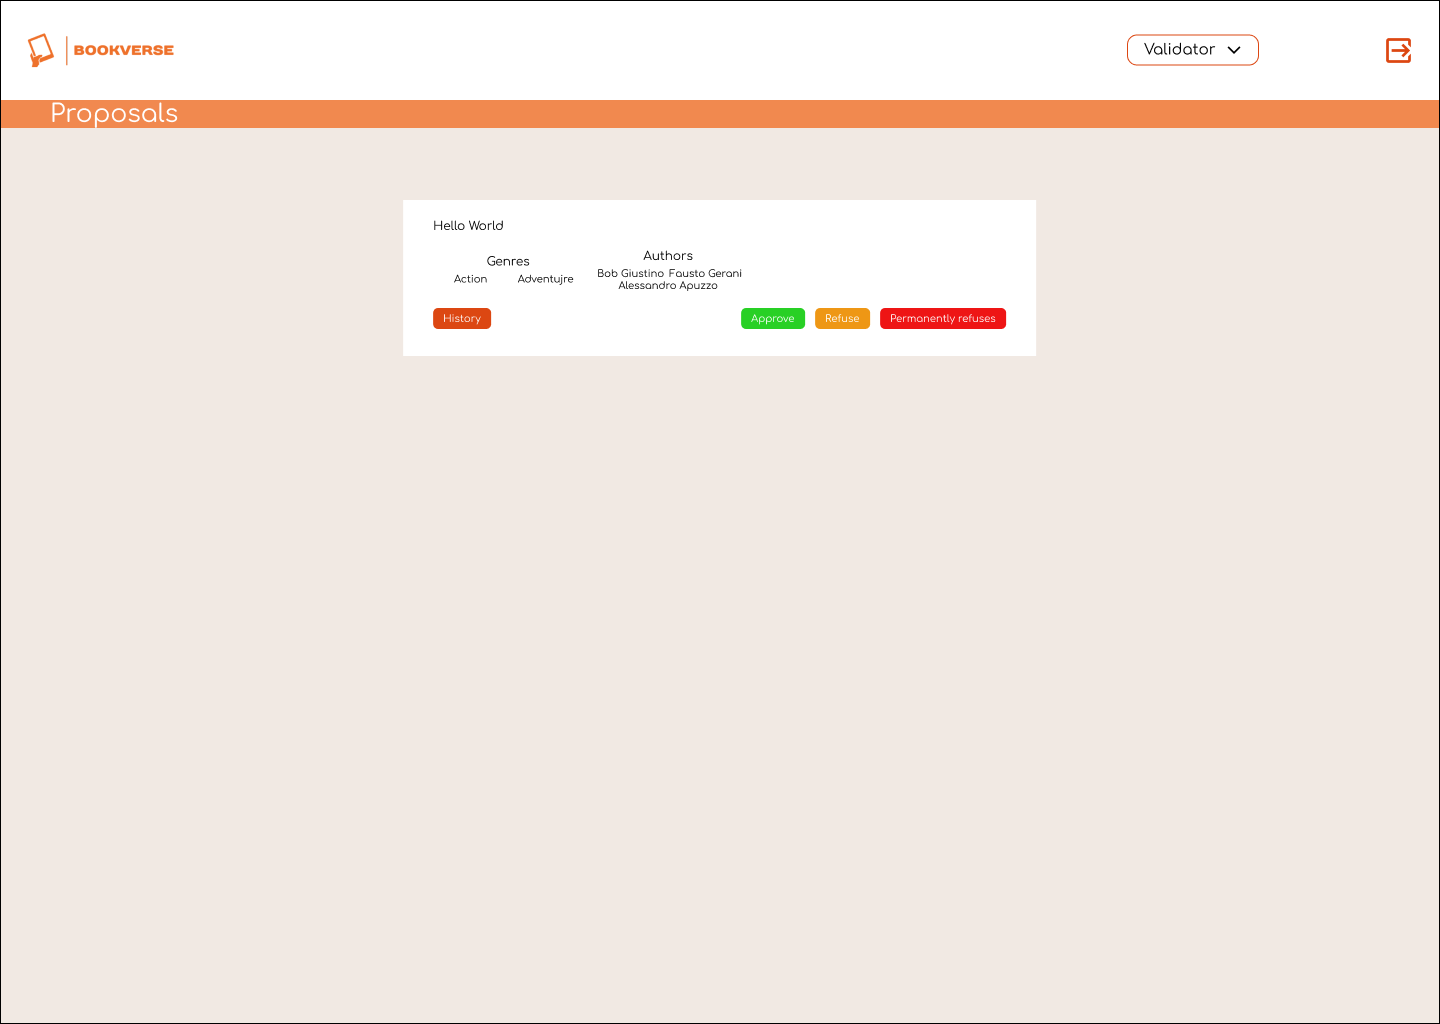 BOOKVERSE
Validator
Proposals
Hello World
Genres
Action Adventujre
Authors
Bob Giustino Fausto Gerani
Alessandro Apuzzo
History
Approve
Refuse
Permanently refuses